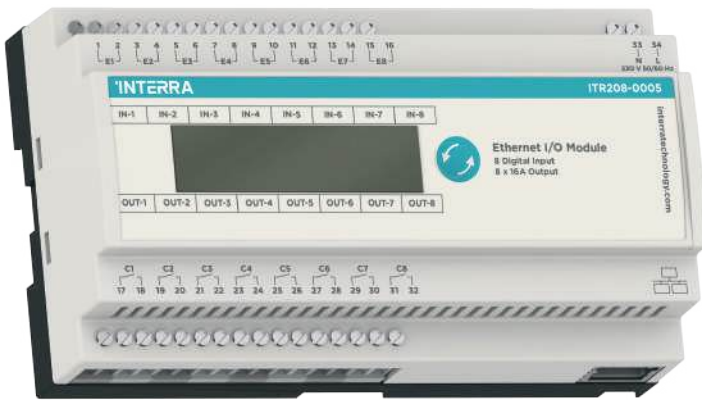 1 2 3 4 5 6 7 8 9 10 11 12 13 14 15 16
E1 E2 E3 E4 E5 E6 E7 E8
33 34
N L
230 V 50/60 Hz
INTERRA
ITR208-0005
IN-1 IN-2 IN-3 IN-4 IN-5 IN-6 IN-7 IN-8
Ethernet I/O Module
8 Digital Input
8 x 16A Output
interratechnology.com
OUT-1 OUT-2 OUT-3 OUT-4 OUT-5 OUT-6 OUT-7 OUT-8
C1 C2 C3 C4 C5 C6 C7 C8
17 18 19 20 21 22 23 24 25 26 27 28 29 30 31 32